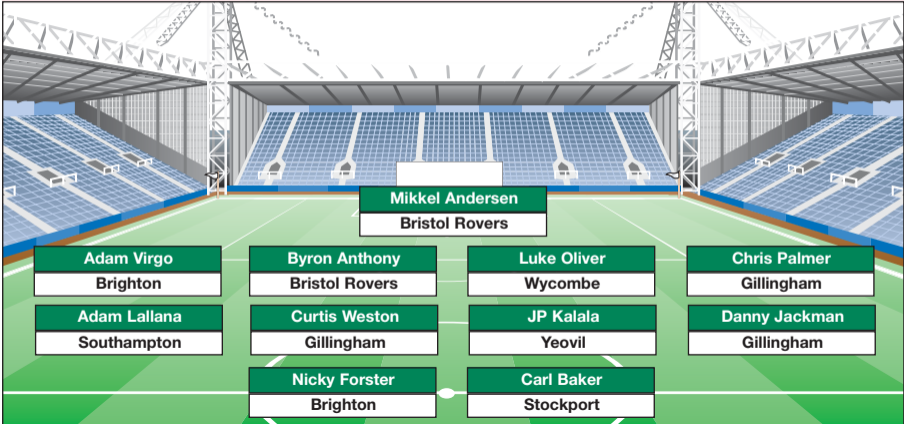 Mikkel Andersen
Bristol Rovers
Adam Virgo
Brighton
Byron Anthony
Bristol Rovers
Luke Oliver
Wycombe
Chris Palmer
Gillingham
Adam Lallana
Southampton
Curtis Weston
Gillingham
JP Kalala
Yeovil
Danny Jackman
Gillingham
Nicky Forster
Brighton
Carl Baker
Stockport